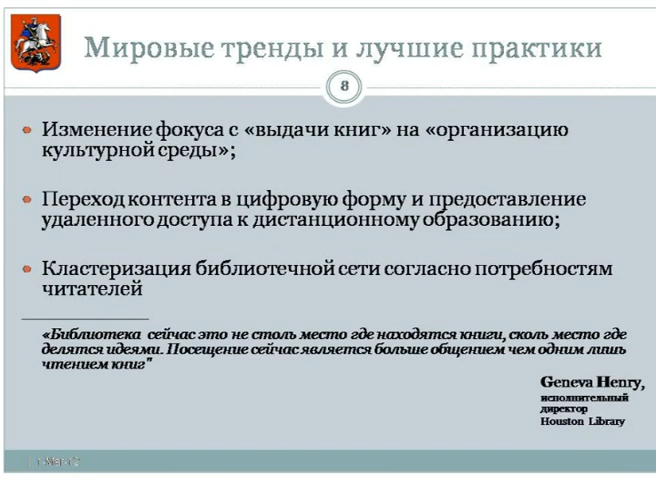 Мировые тренды и лучшие практики
8
Изменение фокуса с «выдачи книг» на «организацию
культурной среды»;
Переход контента в цифровую форму и предоставление
удаленного доступа к дистанционному образованию;
Кластеризация библиотечной сети согласно потребностям
читателей
«Библиотека сейчас это не столь место где находятся книги, сколь место где
делятся идеями. Посещение сейчас является больше общением чем одним лишь
чтением книг"
Geneva Henry,
исполнительный
директор
Houston Library